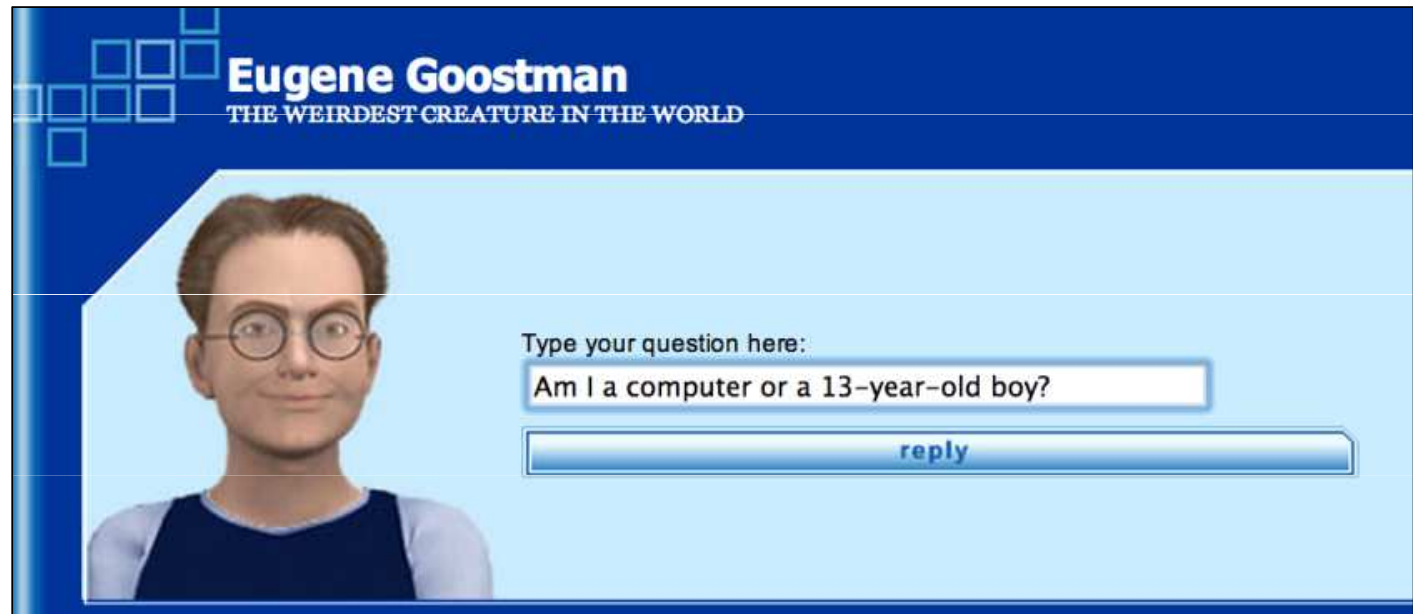 Eugene Goostman
THE WEIRDEST CREATURE IN THE WORLD
Type your question here:
Am I a computer or a 13-year-old boy?
reply